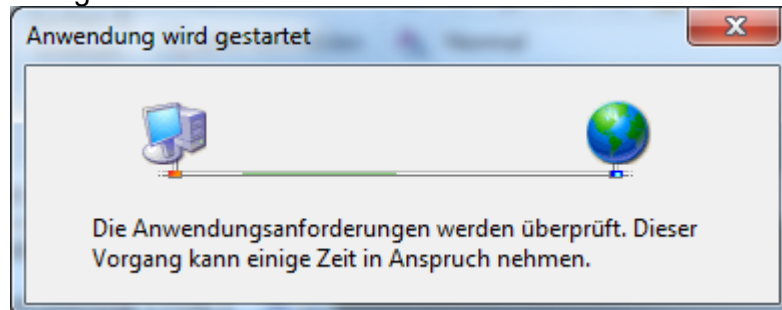 Anwendung wird gestartet
Die Anwendungsanforderungen werden überprüft. Dieser
Vorgang kann einige Zeit in Anspruch nehmen.